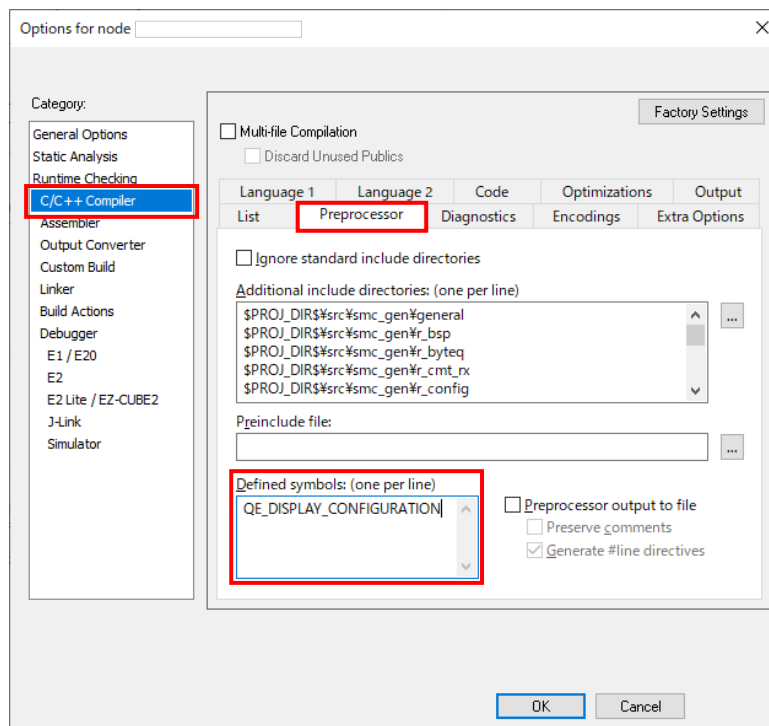 Options for node
Category:
General Options
Static Analysis
Runtime Checking
C/C++ Compiler
Assembler
Output Converter
Custom Build
Linker
Build Actions
Debugger
E1 / E20
E2
E2 Lite / EZ-CUBE2
J-Link
Simulator
Factory Settings
Multi-file Compilation
Discard Unused Publics
Language 1 Language 2 Code Optimizations Output
List Preprocessor Diagnostics Encodings Extra Options
Ignore standard include directories
Additional include directories: (one per line)
$PROJ_DIR$¥src¥smc_gen¥general
$PROJ_DIR$¥src¥smc_gen¥r_bsp
$PROJ_DIR$¥src¥smc_gen¥r_byteq
$PROJ_DIR$¥src¥smc_gen¥r_cmt_rx
$PROJ_DIR$¥src¥smc_gen¥r_config
...
Preinclude file:
...
Defined symbols: (one per line)
QE_DISPLAY_CONFIGURATION
Preprocessor output to file
Preserve comments
Generate #line directives
OK Cancel